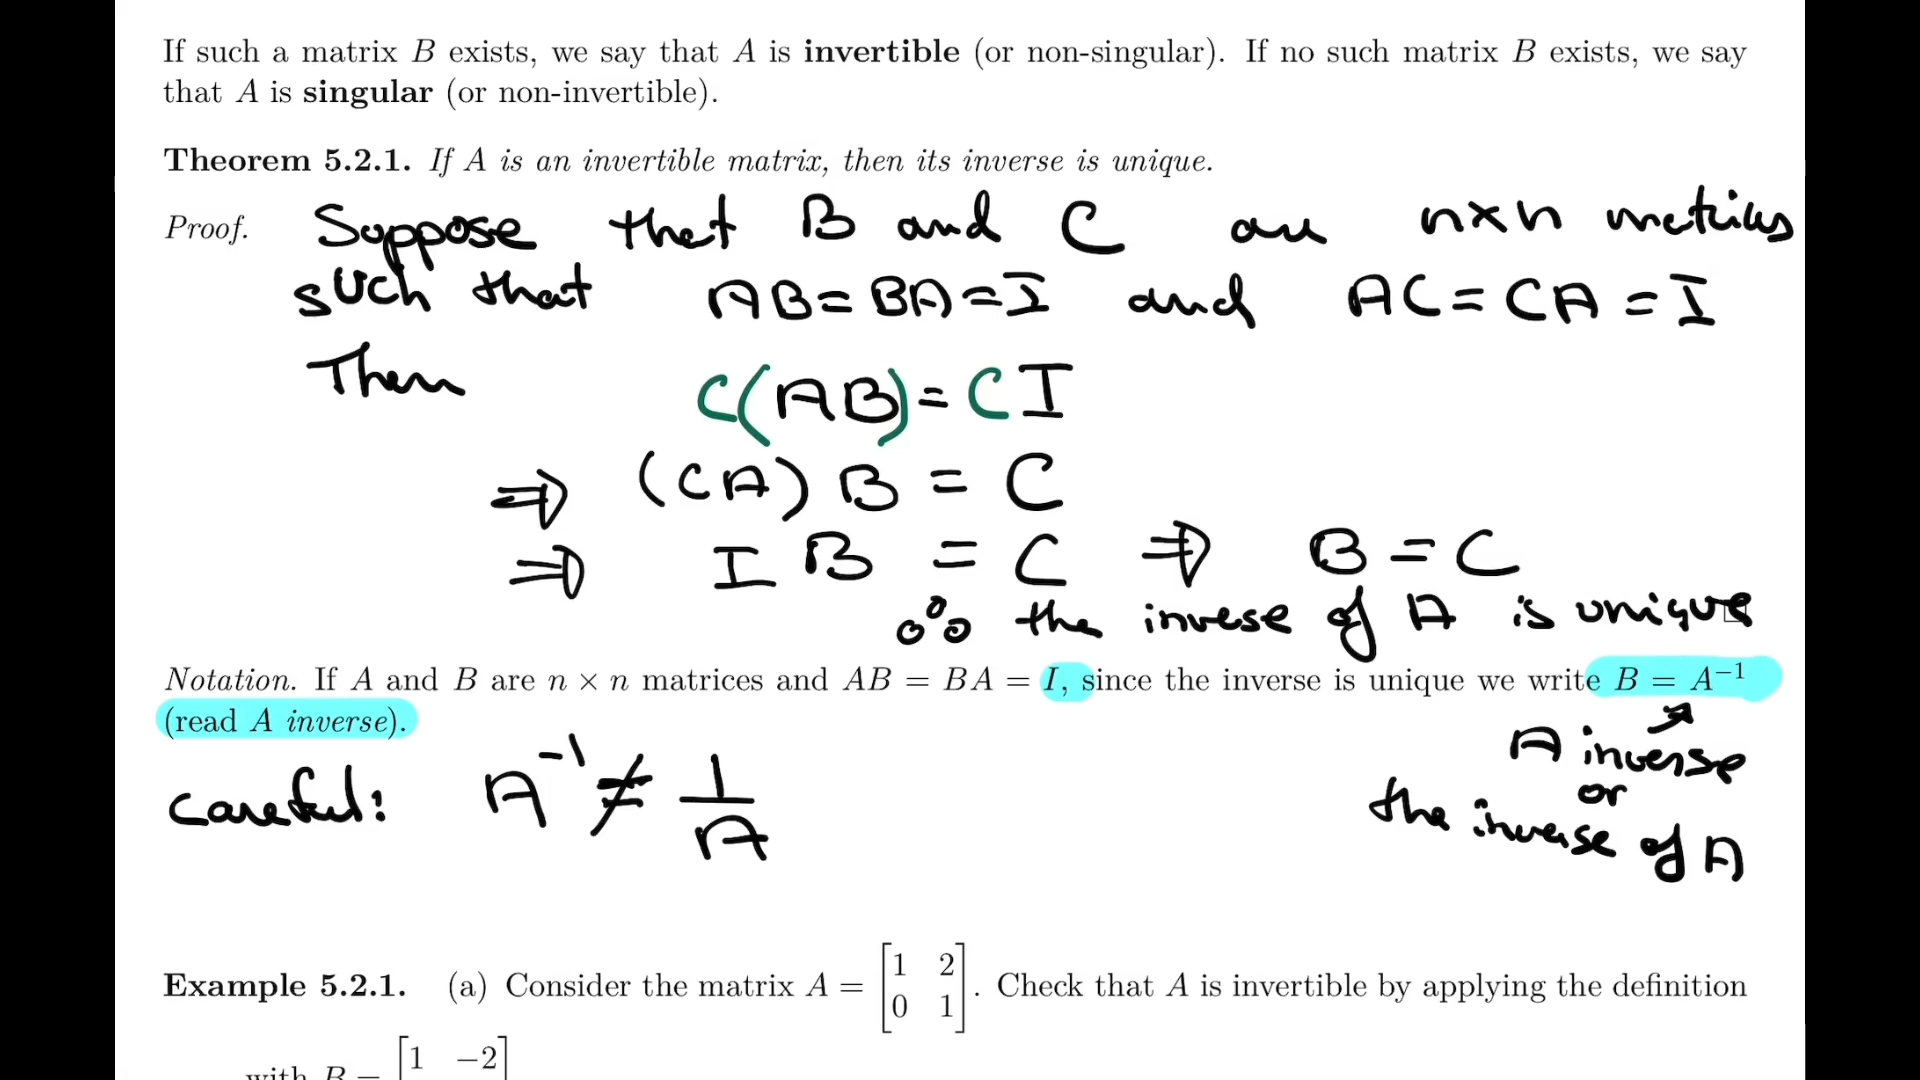 If such a matrix B exists, we say that A is invertible (or non-singular). If no such matrix B exists, we say
that A is singular (or non-invertible).
Theorem 5.2.1. If A is an invertible matrix, then its inverse is unique.
Proof. Suppose that B and C are n×n matrices
such that AB=BA=I and AC=CA=I
Then C(AB)=CI
⇒ (CA)B = C
⇒ IB = C ⇒ B=C
∴ the invese of A is unique
Notation. If A and B are n × n matrices and AB = BA = I, since the inverse is unique we write B = A⁻¹
(read A inverse).
A inverse
or
the inverse of A
Careful: A⁻¹ ≠ 1/A
Example 5.2.1. (a) Consider the matrix A = [1 2; 0 1]. Check that A is invertible by applying the definition
with B = [1 −2